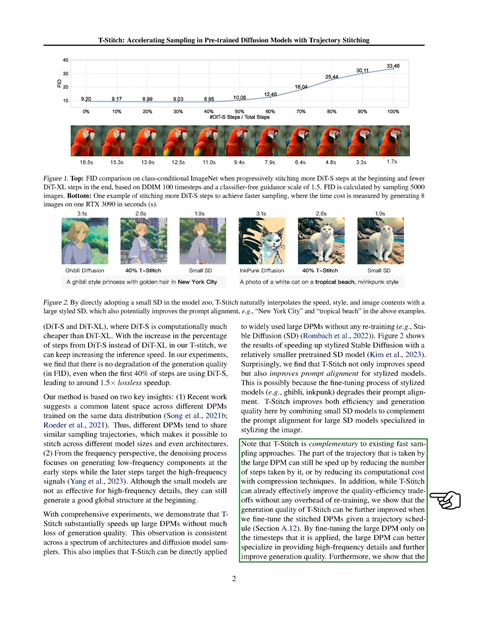 T-Stitch: Accelerating Sampling in Pre-trained Diffusion Models with Trajectory Stitching
40
30
20
10
FID
9.20 9.17 8.99 9.03 8.95 10.06 12.46 18.04 25.44 30.11 33.46
0% 10% 20% 30% 40% 50% 60% 70% 80% 90% 100%
#DIT-S Steps / Total Steps
16.5s 15.3s 13.9s 12.5s 11.0s 9.4s 7.9s 6.4s 4.8s 3.3s 1.7s
Figure 1. Top: FID comparison on class-conditional ImageNet when progressively stitching more DiT-S steps at the beginning and fewer
DiT-XL steps in the end, based on DDIM 100 timesteps and a classifier-free guidance scale of 1.5. FID is calculated by sampling 5000
images. Bottom: One example of stitching more DiT-S steps to achieve faster sampling, where the time cost is measured by generating 8
images on one RTX 3090 in seconds (s).
3.1s 2.6s 1.9s 3.1s 2.6s 1.9s
Ghibli Diffusion 40% T-Stitch Small SD InkPunk Diffusion 40% T-Stitch Small SD
A ghibli style princess with golden hair in New York City A photo of a white cat on a tropical beach, nvinkpunk style
Figure 2. By directly adopting a small SD in the model zoo, T-Stitch naturally interpolates the speed, style, and image contents with a
large styled SD, which also potentially improves the prompt alignment, e.g., “New York City” and “tropical beach” in the above examples.
(DiT-S and DiT-XL), where DiT-S is computationally much
cheaper than DiT-XL. With the increase in the percentage
of steps from DiT-S instead of DiT-XL in our T-stitch, we
can keep increasing the inference speed. In our experiments,
we find that there is no degradation of the generation quality
(in FID), even when the first 40% of steps are using DiT-S,
leading to around 1.5× lossless speedup.
Our method is based on two key insights: (1) Recent work
suggests a common latent space across different DPMs
trained on the same data distribution (Song et al., 2021b;
Roeder et al., 2021). Thus, different DPMs tend to share
similar sampling trajectories, which makes it possible to
stitch across different model sizes and even architectures.
(2) From the frequency perspective, the denoising process
focuses on generating low-frequency components at the
early steps while the later steps target the high-frequency
signals (Yang et al., 2023). Although the small models are
not as effective for high-frequency details, they can still
generate a good global structure at the beginning.
With comprehensive experiments, we demonstrate that T-
Stitch substantially speeds up large DPMs without much
loss of generation quality. This observation is consistent
across a spectrum of architectures and diffusion model sam-
plers. This also implies that T-Stitch can be directly applied
to widely used large DPMs without any re-training (e.g., Sta-
ble Diffusion (SD) (Rombach et al., 2022)). Figure 2 shows
the results of speeding up stylized Stable Diffusion with a
relatively smaller pretrained SD model (Kim et al., 2023).
Surprisingly, we find that T-Stitch not only improves speed
but also improves prompt alignment for stylized models.
This is possibly because the fine-tuning process of stylized
models (e.g., ghibli, inkpunk) degrades their prompt align-
ment. T-Stitch improves both efficiency and generation
quality here by combining small SD models to complement
the prompt alignment for large SD models specialized in
stylizing the image.
Note that T-Stitch is complementary to existing fast sam-
pling approaches. The part of the trajectory that is taken by
the large DPM can still be sped up by reducing the number
of steps taken by it, or by reducing its computational cost
with compression techniques. In addition, while T-Stitch
can already effectively improve the quality-efficiency trade-
offs without any overhead of re-training, we show that the
generation quality of T-Stitch can be further improved when
we fine-tune the stitched DPMs given a trajectory sched-
ule (Section A.12). By fine-tuning the large DPM only on
the timesteps that it is applied, the large DPM can better
specialize in providing high-frequency details and further
improve generation quality. Furthermore, we show that the
2